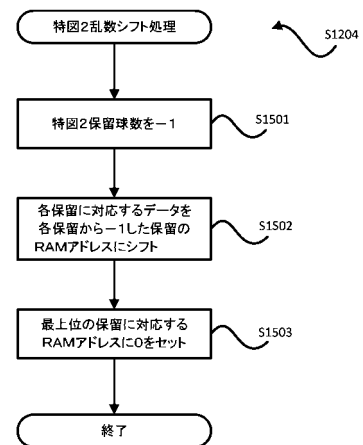 特図2乱数シフト処理
S1204
特図2保留球数を-1
S1501
各保留に対応するデータを
各保留から-1した保留の
RAMアドレスにシフト
S1502
最上位の保留に対応する
RAMアドレスに0をセット
S1503
終了